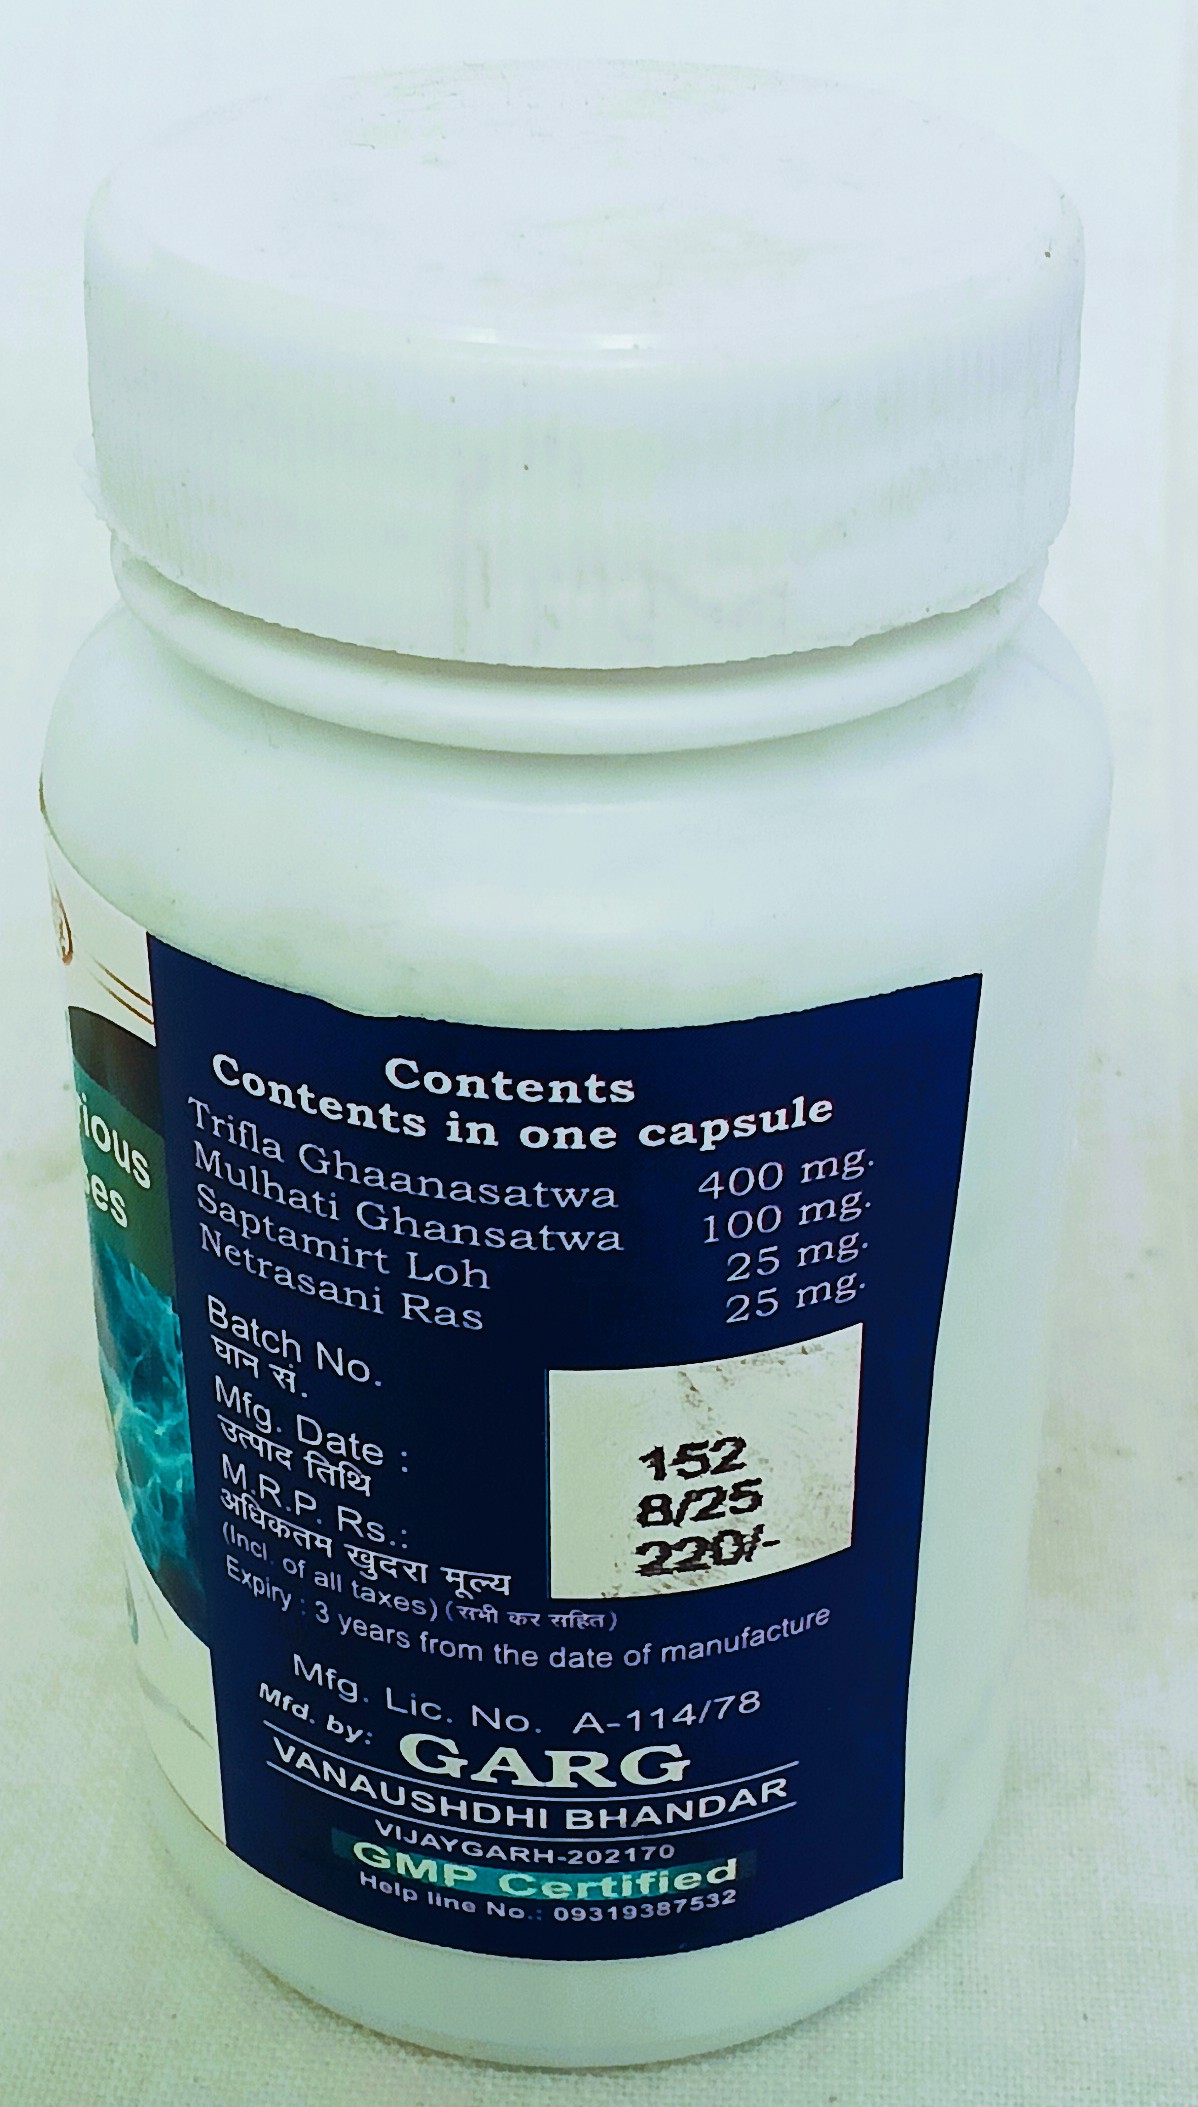 Contents
Contents in one capsule
Trifla Ghaanasatwa 400 mg.
Mulhati Ghansatwa 100 mg.
Saptamirt Loh 25 mg.
Netrasani Ras 25 mg.
Batch No.
घान सं.
152
Mfg. Date :
उत्पाद तिथि
8/25
M.R.P. Rs.:
अधिकतम खुदरा मूल्य
220/-
(Incl. of all taxes) (सभी कर सहित)
Expiry : 3 years from the date of manufacture
Mfg. Lic. No. A-114/78
Mfd. by: GARG
VANAUSHDHI BHANDAR
VIJAYGARH-202170
GMP Certified
Help line No.: 09319387532